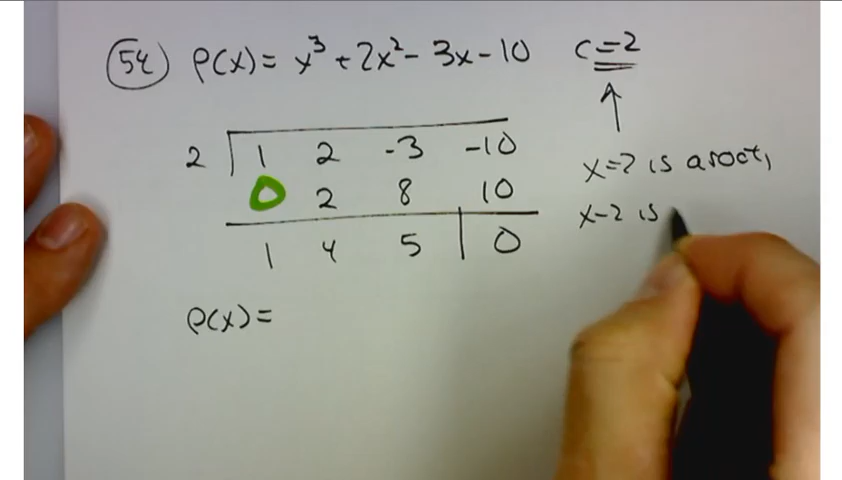 54 P(x) = x³ + 2x² - 3x - 10 c = 2
2 1 2 -3 -10
0 2 8 10
1 4 5 0
x=2 is a root,
x-2 is
P(x) =